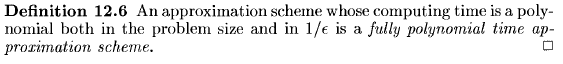 Definition 12.6 An approximation scheme whose computing time is a poly-
nomial both in the problem size and in 1/ϵ is a fully polynomial time ap-
proximation scheme. □